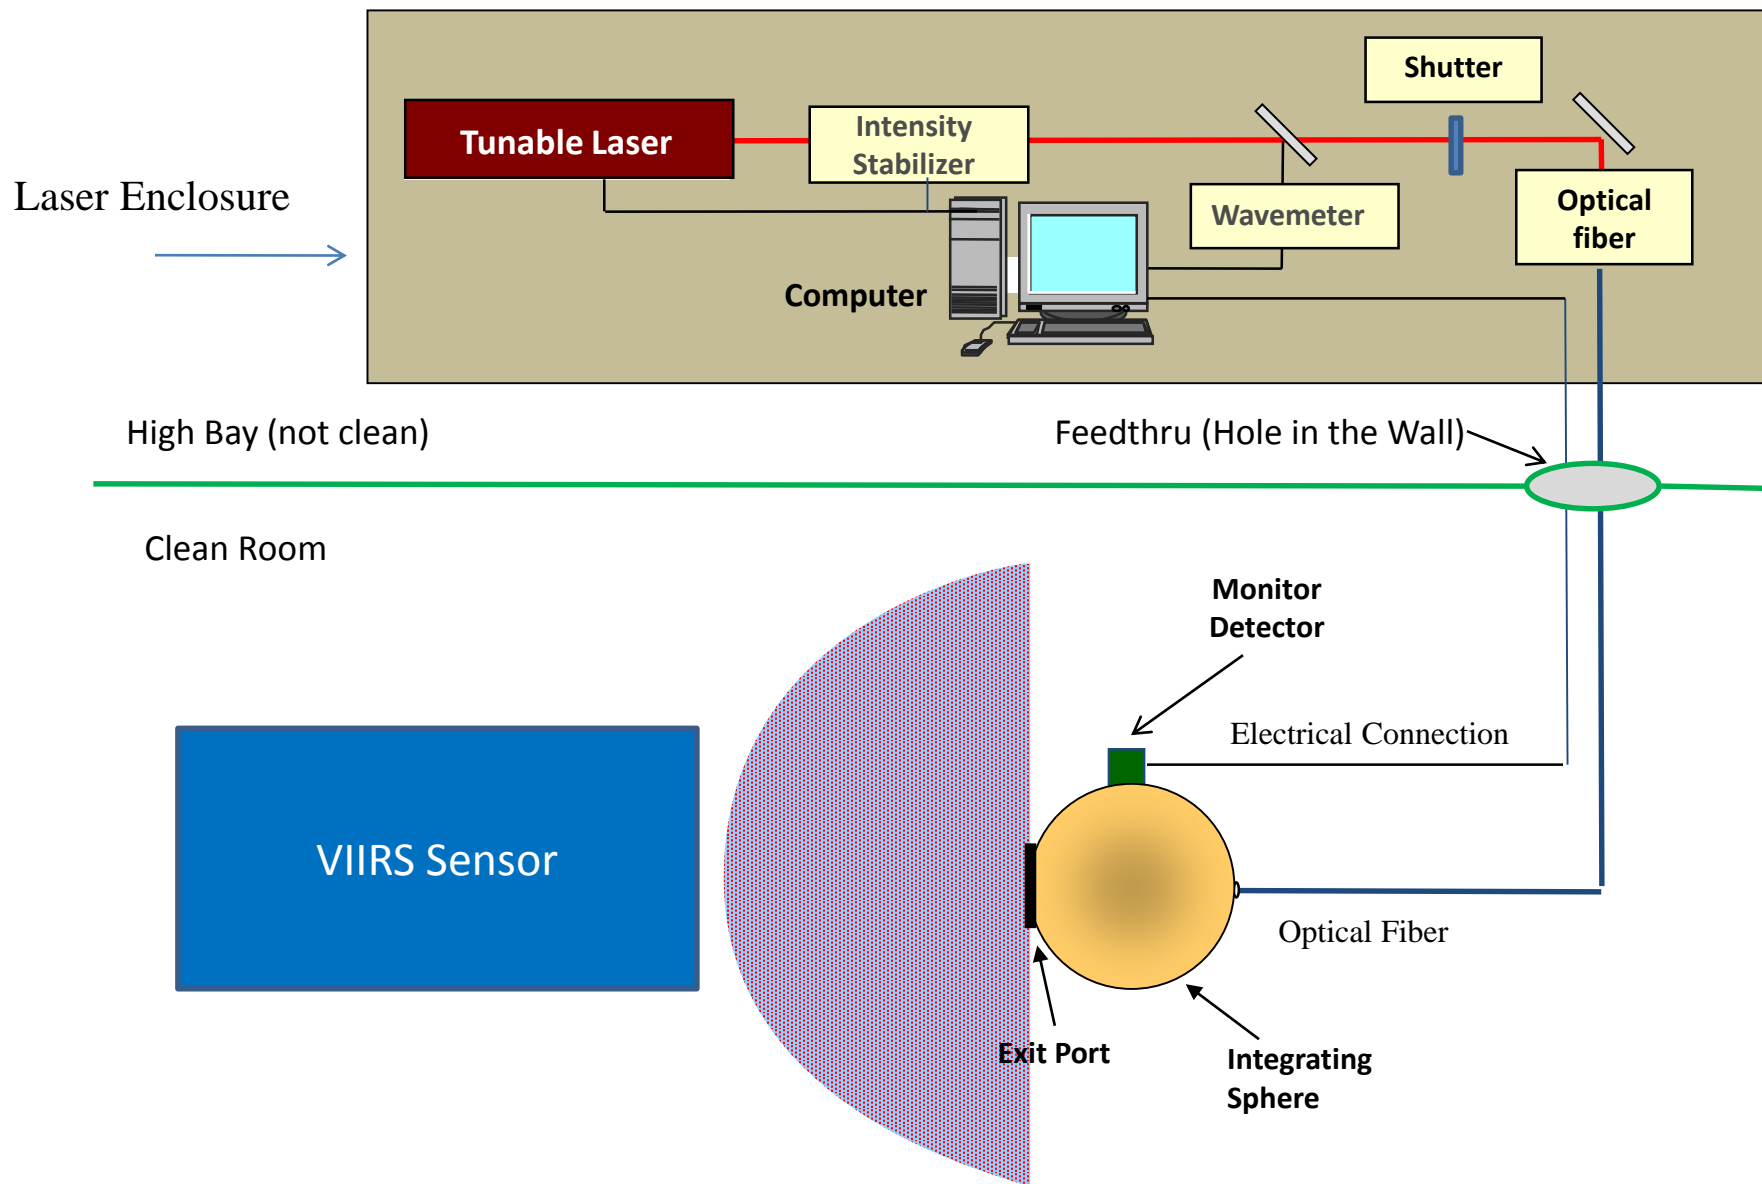 Shutter
Tunable Laser
Intensity
Stabilizer
Laser Enclosure
Wavemeter
Optical
fiber
Computer
High Bay (not clean)
Feedthru (Hole in the Wall)
Clean Room
Monitor
Detector
Electrical Connection
VIIRS Sensor
Optical Fiber
Exit Port
Integrating
Sphere